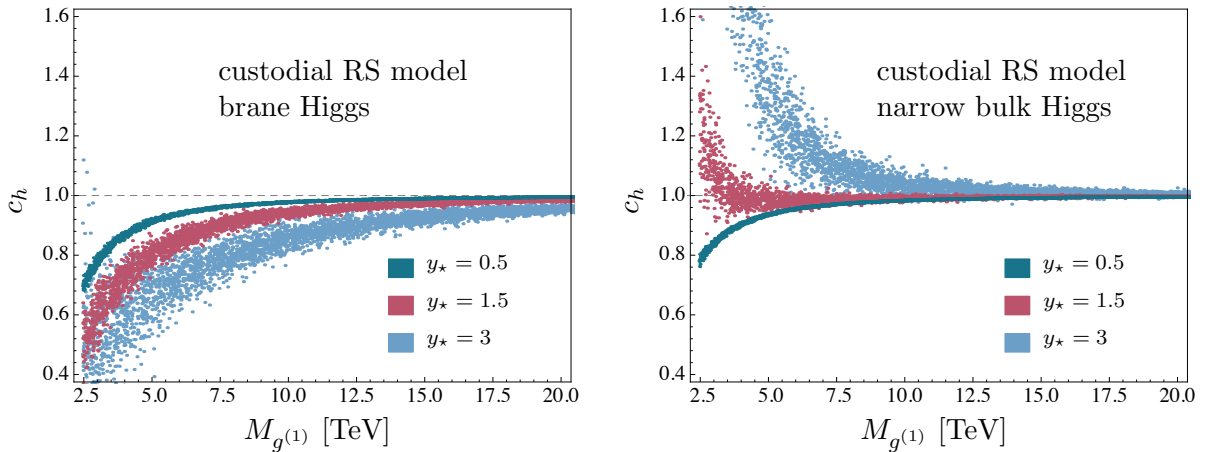 1.6
1.4
1.2
1.0
0.8
0.6
0.4
c_h
custodial RS model
brane Higgs
y⋆ = 0.5
y⋆ = 1.5
y⋆ = 3
2.5 5.0 7.5 10.0 12.5 15.0 17.5 20.0
M_{g^{(1)}} [TeV]
1.6
1.4
1.2
1.0
0.8
0.6
0.4
c_h
custodial RS model
narrow bulk Higgs
y⋆ = 0.5
y⋆ = 1.5
y⋆ = 3
2.5 5.0 7.5 10.0 12.5 15.0 17.5 20.0
M_{g^{(1)}} [TeV]